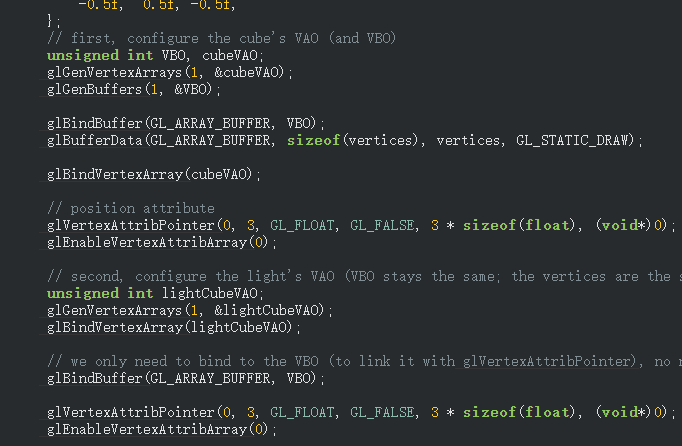 -0.5f, 0.5f, -0.5f,
};
// first, configure the cube's VAO (and VBO)
unsigned int VBO, cubeVAO;
glGenVertexArrays(1, &cubeVAO);
glGenBuffers(1, &VBO);
glBindBuffer(GL_ARRAY_BUFFER, VBO);
glBufferData(GL_ARRAY_BUFFER, sizeof(vertices), vertices, GL_STATIC_DRAW);
glBindVertexArray(cubeVAO);
// position attribute
glVertexAttribPointer(0, 3, GL_FLOAT, GL_FALSE, 3 * sizeof(float), (void*)0);
glEnableVertexAttribArray(0);
// second, configure the light's VAO (VBO stays the same; the vertices are the
unsigned int lightCubeVAO;
glGenVertexArrays(1, &lightCubeVAO);
glBindVertexArray(lightCubeVAO);
// we only need to bind to the VBO (to link it with glVertexAttribPointer), no
glBindBuffer(GL_ARRAY_BUFFER, VBO);
glVertexAttribPointer(0, 3, GL_FLOAT, GL_FALSE, 3 * sizeof(float), (void*)0);
glEnableVertexAttribArray(0);